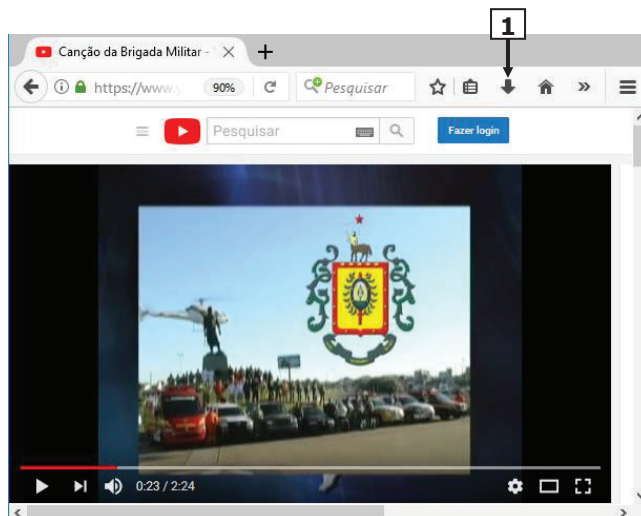 1
Canção da Brigada Militar -
https://www.
90%
Pesquisar
Pesquisar
Fazer login
0:23 / 2:24